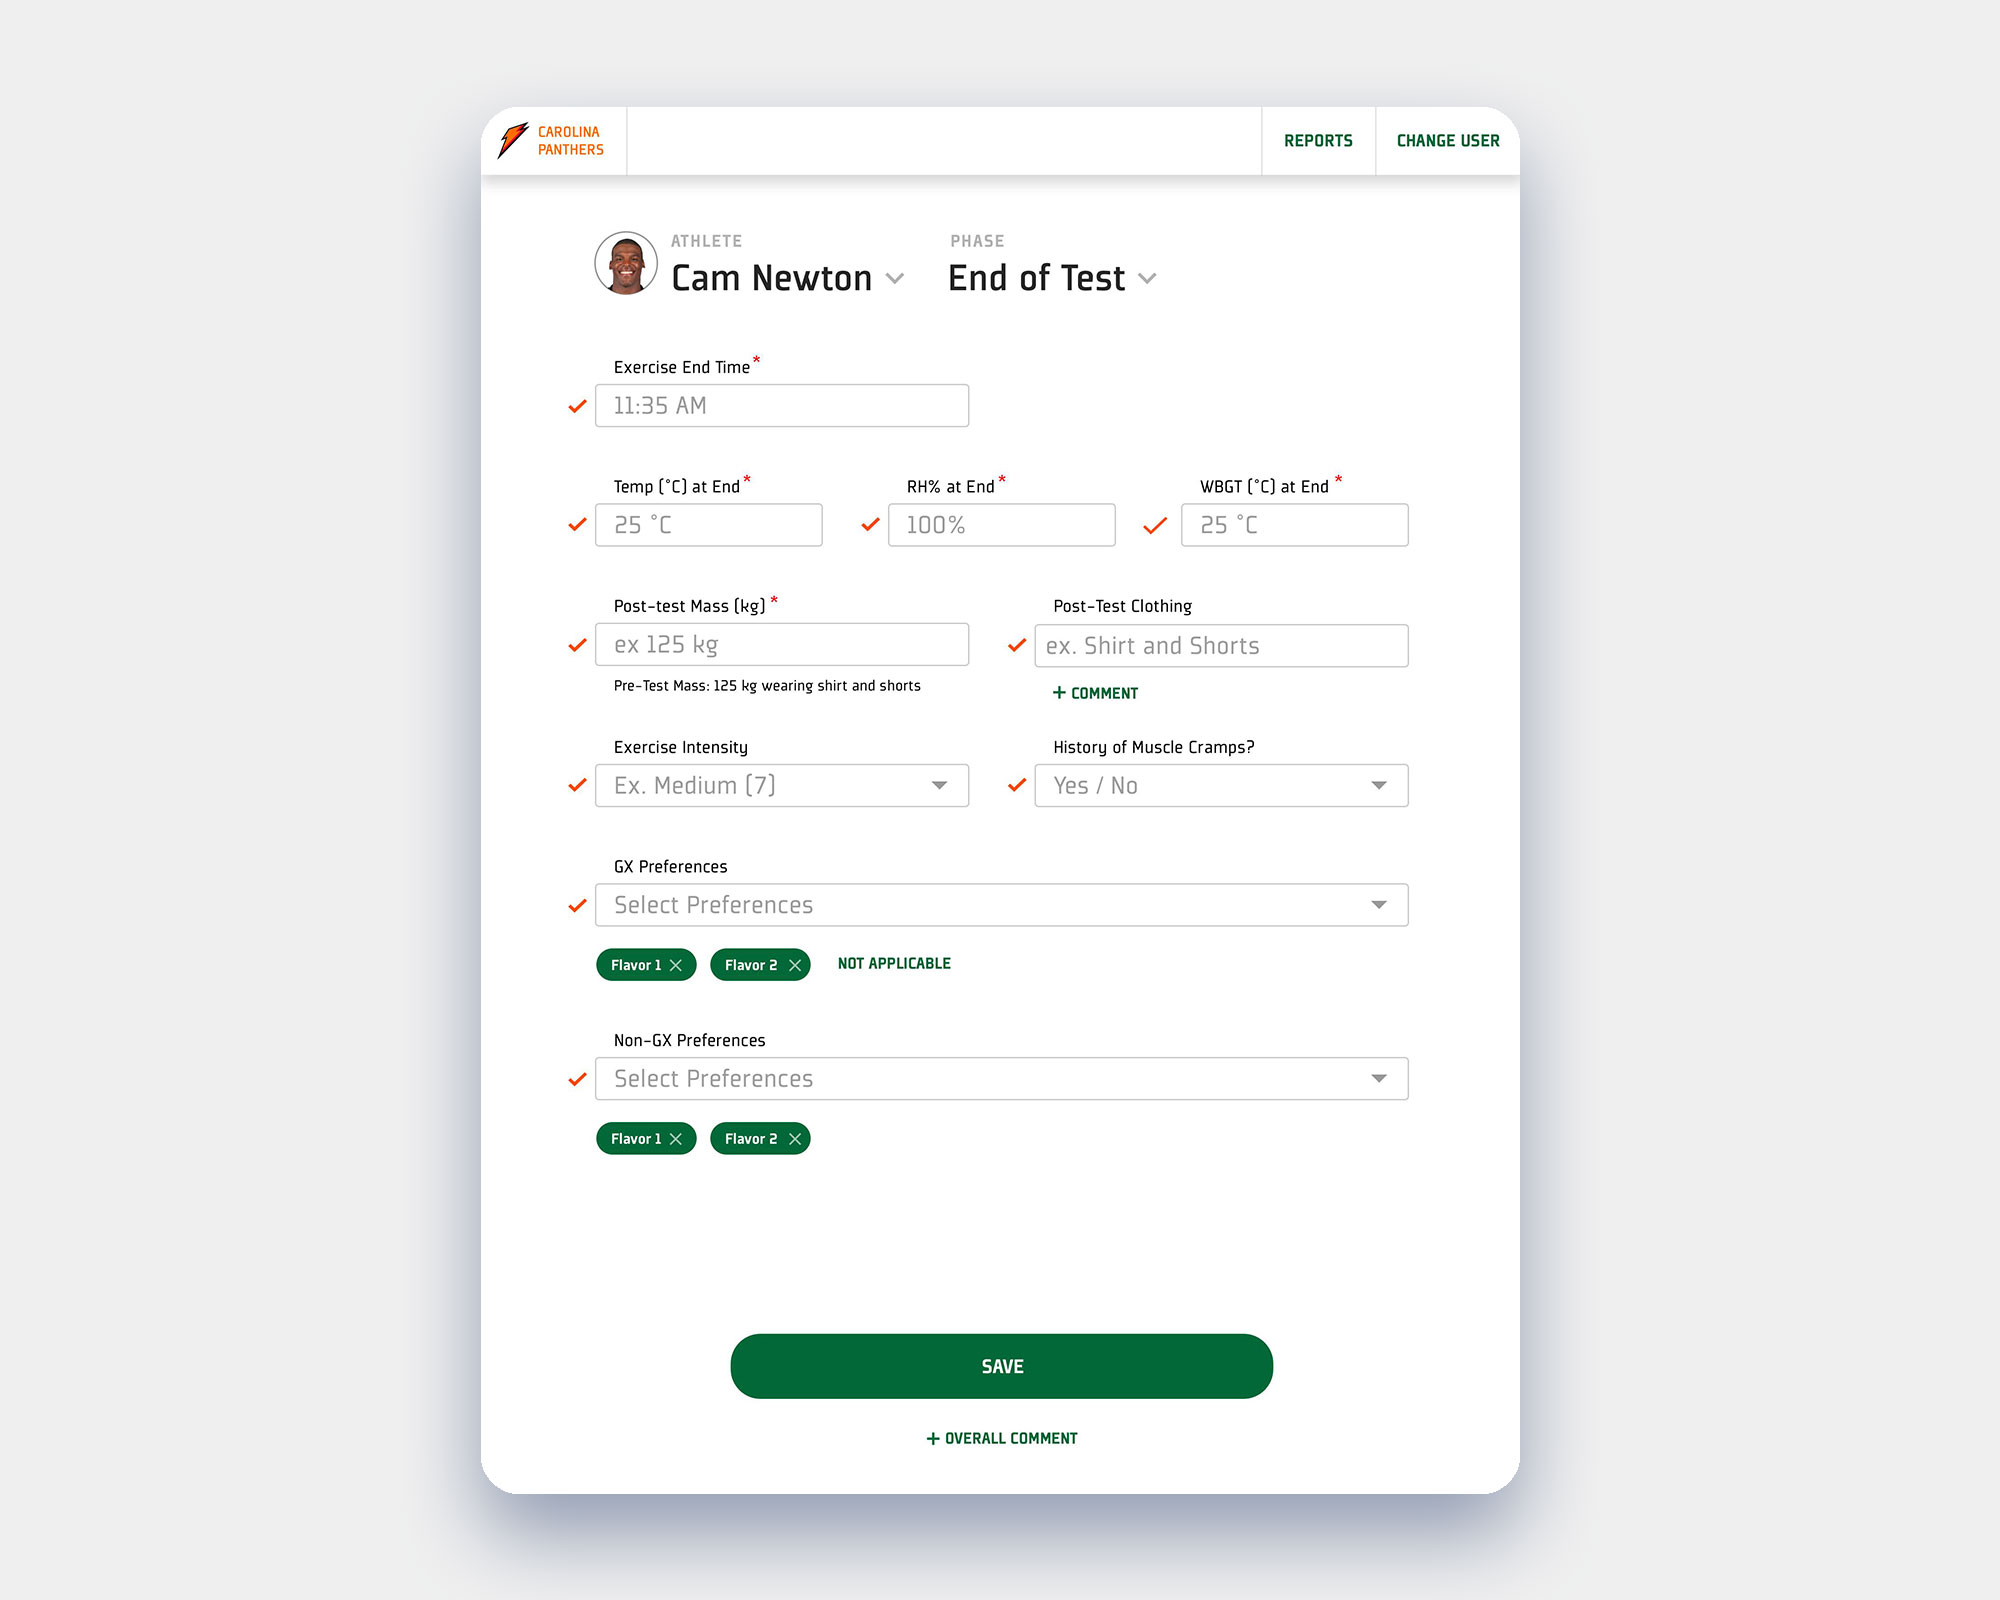 CAROLINA
PANTHERS
REPORTS
CHANGE USER
ATHLETE
PHASE
Cam Newton
End of Test
Exercise End Time*
11:35 AM
Temp (°C) at End*
RH% at End*
WBGT (°C) at End *
25 °C
100%
25 °C
Post-test Mass (kg) *
Post-Test Clothing
ex 125 kg
ex. Shirt and Shorts
Pre-Test Mass: 125 kg wearing shirt and shorts
+ COMMENT
Exercise Intensity
History of Muscle Cramps?
Ex. Medium (7)
Yes / No
GX Preferences
Select Preferences
Flavor 1
Flavor 2
NOT APPLICABLE
Non-GX Preferences
Select Preferences
Flavor 1
Flavor 2
SAVE
+ OVERALL COMMENT